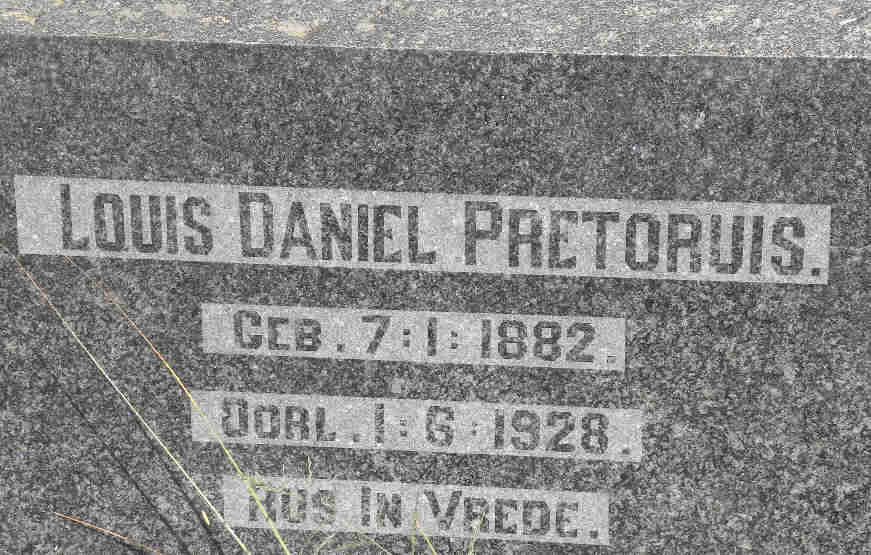 LOUIS DANIEL PRETORUIS.
GEB. 7:1:1882.
OORL. 1:6:1928.
RUS IN VREDE.